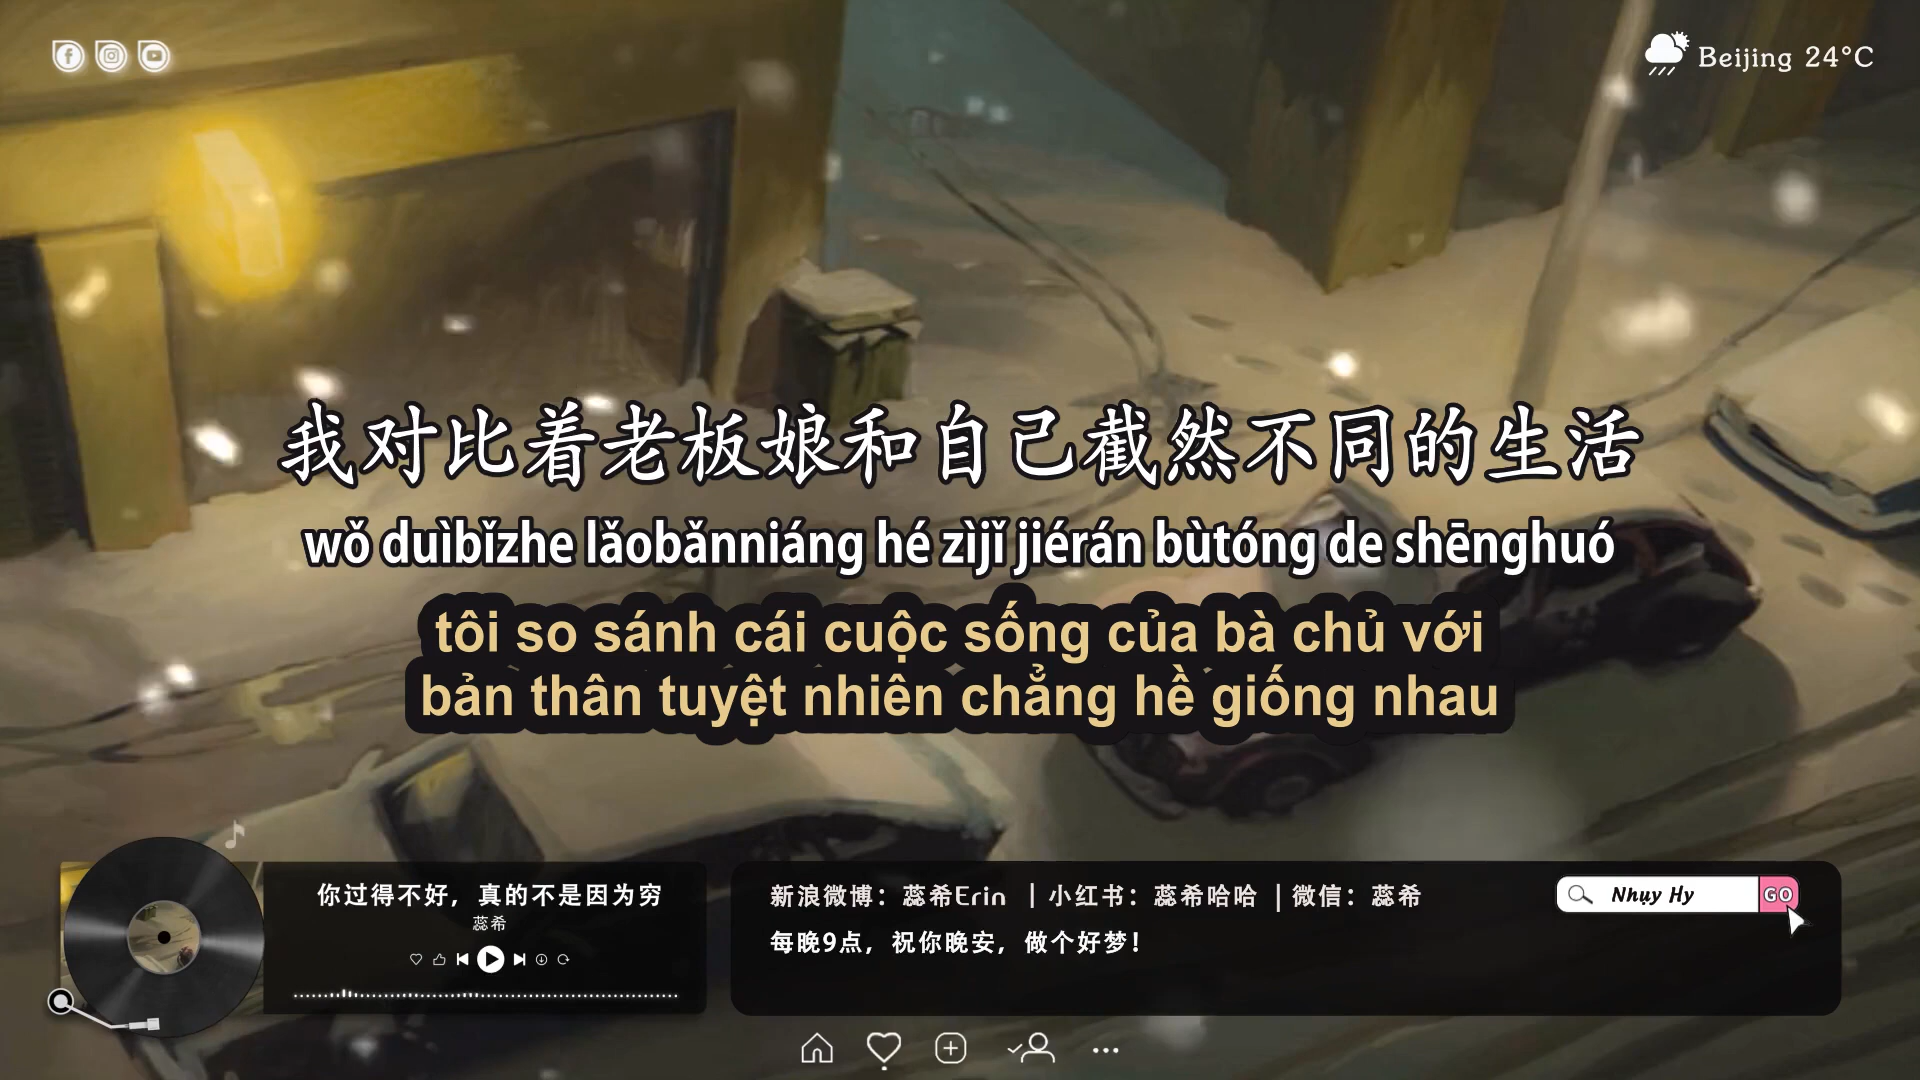 Beijing 24°C
我对比着老板娘和自己截然不同的生活
wǒ duìbǐzhe lǎobǎnniáng hé zìjǐ jiérán bùtóng de shēnghuó
tôi so sánh cái cuộc sống của bà chủ với
bản thân tuyệt nhiên chẳng hề giống nhau
你过得不好，真的不是因为穷
蕊希
新浪微博：蕊希Erin ｜小红书：蕊希哈哈 ｜微信：蕊希
每晚9点，祝你晚安，做个好梦！
Nhụy Hy
GO